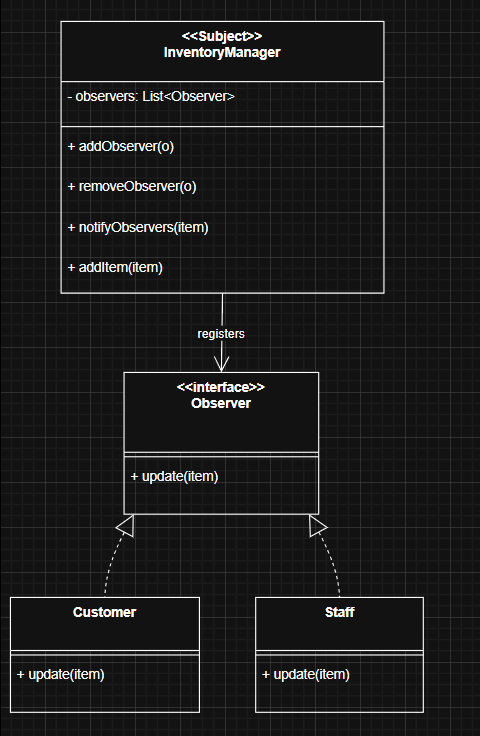 <<Subject>>
InventoryManager
- observers: List<Observer>
+ addObserver(o)
+ removeObserver(o)
+ notifyObservers(item)
+ addItem(item)
registers
<<interface>>
Observer
+ update(item)
Customer
+ update(item)
Staff
+ update(item)